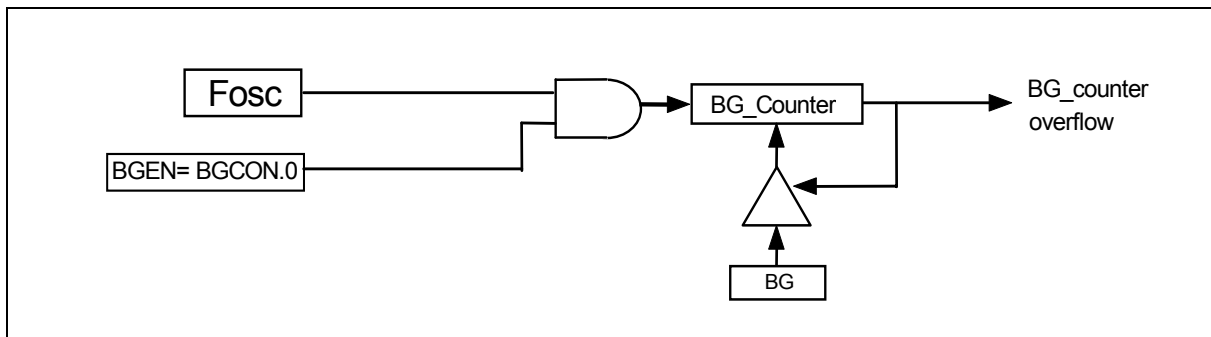 Fosc
BGEN= BGCON.0
BG_Counter
BG_counter
overflow
BG